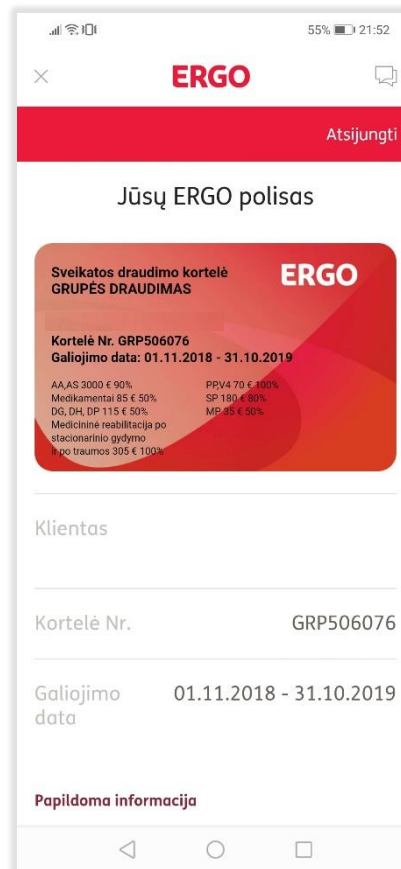 55% 21:52
ERGO
Atsijungti
Jūsų ERGO polisas
Sveikatos draudimo kortelė
GRUPĖS DRAUDIMAS
ERGO
Kortelė Nr. GRP506076
Galiojimo data: 01.11.2018 - 31.10.2019
AA,AS 3000 € 90%
Medikamentai 85 € 50%
DG, DH, DP 115 € 50%
Medicininė reabilitacija po
stacionarinio gydymo
ir po traumos 305 € 100%
PP,V4 70 € 100%
SP 180 € 80%
MP 35 € 50%
Klientas
Kortelė Nr. GRP506076
Galiojimo 01.11.2018 - 31.10.2019
data
Papildoma informacija